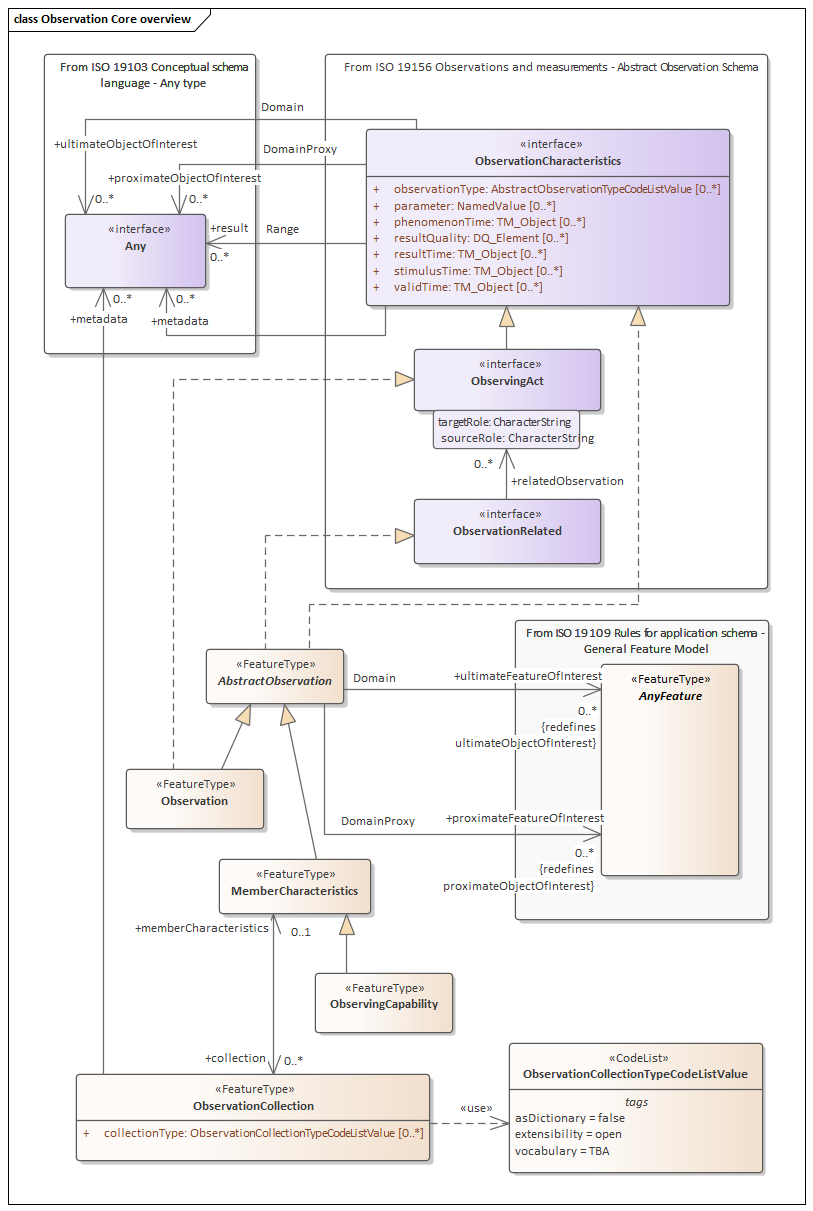 class Observation Core overview
From ISO 19103 Conceptual schema
language - Any type
From ISO 19156 Observations and measurements - Abstract Observation Schema
Domain
+ultimateObjectOfInterest
DomainProxy
+proximateObjectOfInterest
0..*
0..*
«interface»
ObservationCharacteristics
+ observationType: AbstractObservationTypeCodeListValue [0..*]
+ parameter: NamedValue [0..*]
+ phenomenonTime: TM_Object [0..*]
+ resultQuality: DQ_Element [0..*]
+ resultTime: TM_Object [0..*]
+ stimulusTime: TM_Object [0..*]
+ validTime: TM_Object [0..*]
«interface»
Any
+result
Range
0..*
0..*
0..*
+metadata
+metadata
«interface»
ObservingAct
targetRole: CharacterString
sourceRole: CharacterString
0..*
+relatedObservation
«interface»
ObservationRelated
From ISO 19109 Rules for application schema -
General Feature Model
«FeatureType»
AbstractObservation
Domain
+ultimateFeatureOfInterest
0..*
{redefines
ultimateObjectOfInterest}
«FeatureType»
AnyFeature
«FeatureType»
Observation
DomainProxy
+proximateFeatureOfInterest
0..*
{redefines
proximateObjectOfInterest}
«FeatureType»
MemberCharacteristics
+memberCharacteristics
0..1
«FeatureType»
ObservingCapability
+collection
0..*
«FeatureType»
ObservationCollection
+ collectionType: ObservationCollectionTypeCodeListValue [0..*]
«use»
«CodeList»
ObservationCollectionTypeCodeListValue
tags
asDictionary = false
extensibility = open
vocabulary = TBA